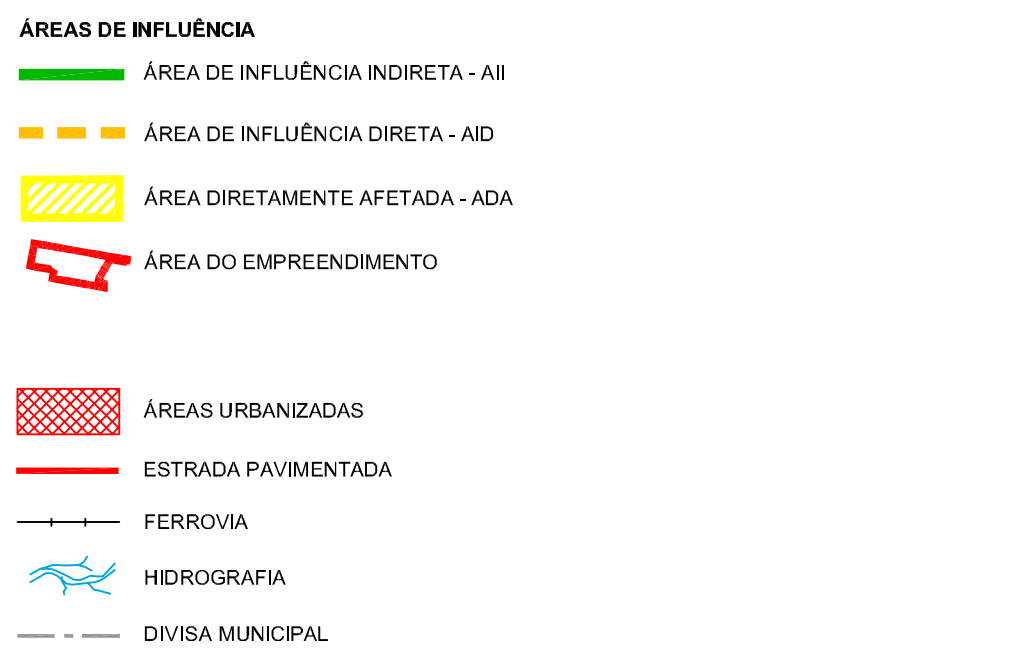 ÁREAS DE INFLUÊNCIA
ÁREA DE INFLUÊNCIA INDIRETA - AII
ÁREA DE INFLUÊNCIA DIRETA - AID
ÁREA DIRETAMENTE AFETADA - ADA
ÁREA DO EMPREENDIMENTO
ÁREAS URBANIZADAS
ESTRADA PAVIMENTADA
FERROVIA
HIDROGRAFIA
DIVISA MUNICIPAL